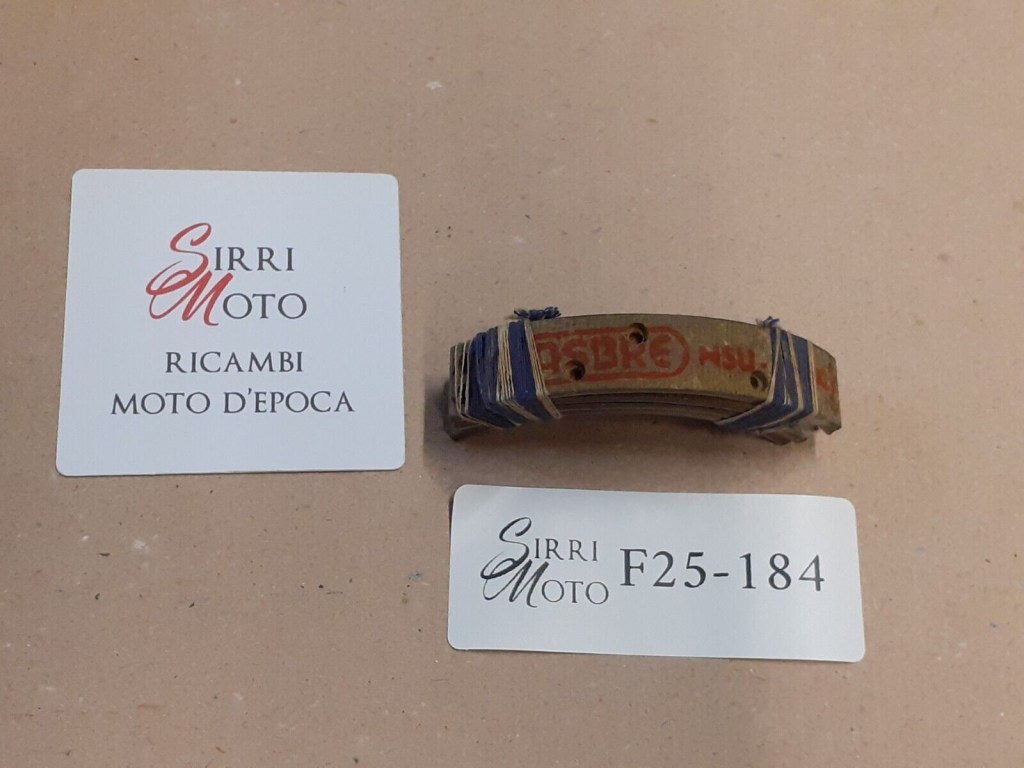 SIRRI
MOTO
RICAMBI
MOTO D'EPOCA
NSU.
SIRRI
MOTO
F25-184